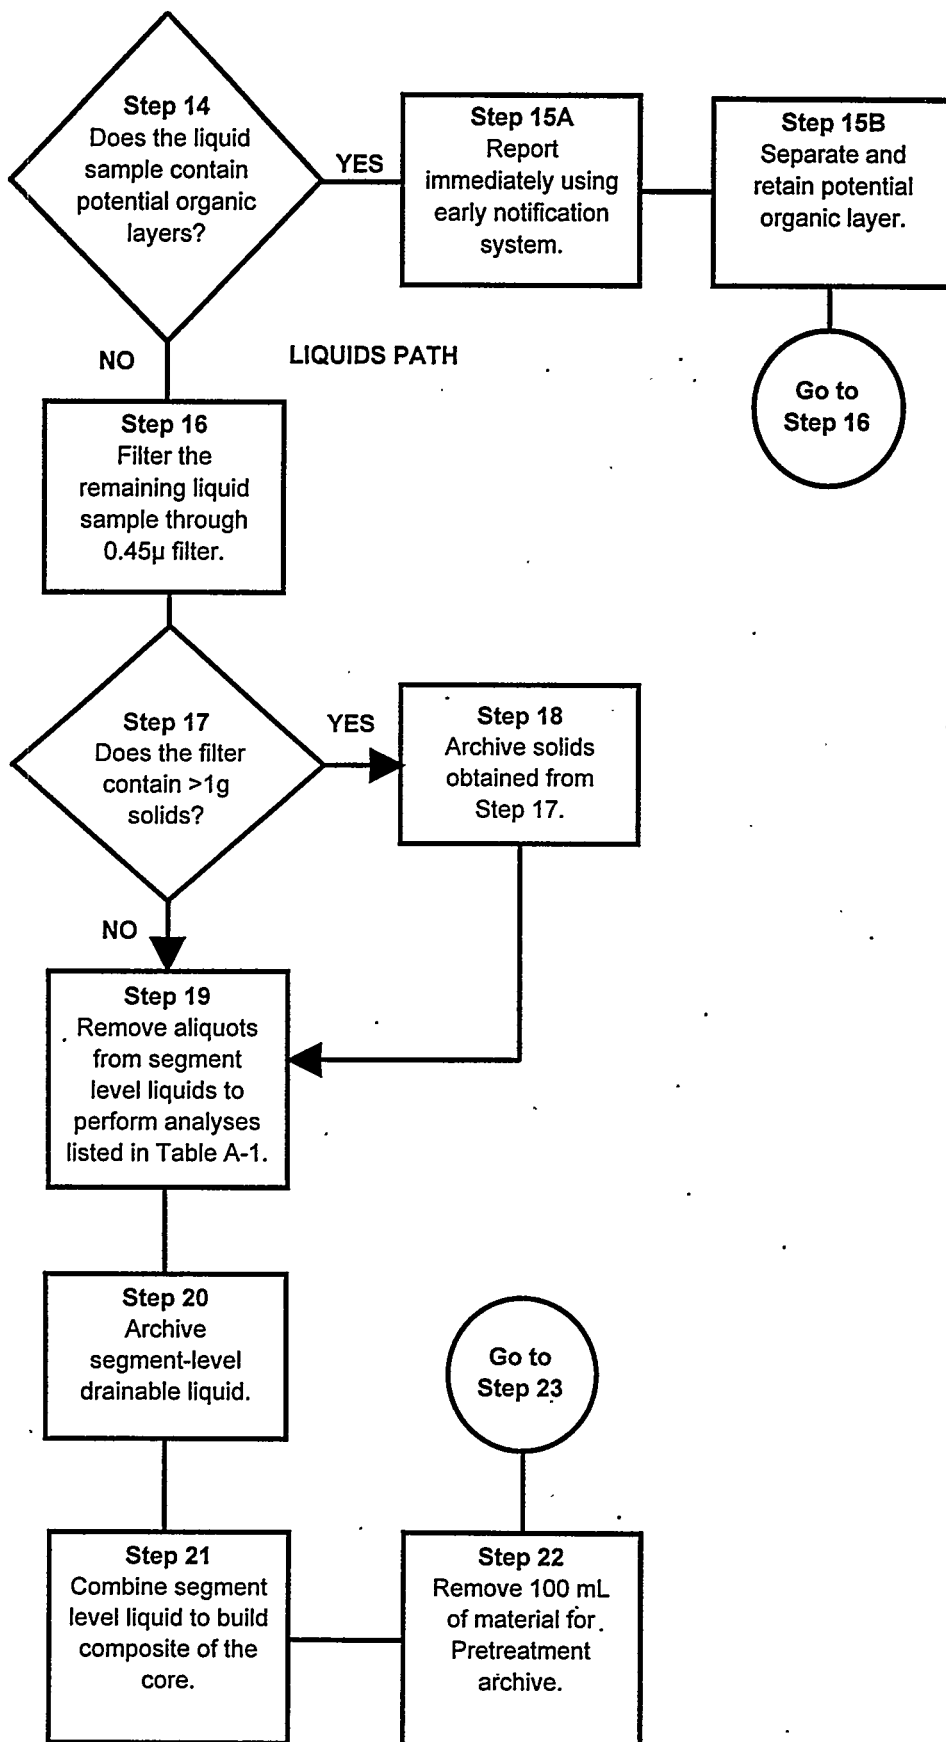 Step 14
Does the liquid
sample contain
potential organic
layers?
YES
Step 15A
Report
immediately using
early notification
system.
Step 15B
Separate and
retain potential
organic layer.
NO
LIQUIDS PATH
Go to
Step 16
Step 16
Filter the
remaining liquid
sample through
0.45µ filter.
Step 17
Does the filter
contain >1g
solids?
YES
Step 18
Archive solids
obtained from
Step 17.
NO
Step 19
Remove aliquots
from segment
level liquids to
perform analyses
listed in Table A-1.
Step 20
Archive
segment-level
drainable liquid.
Go to
Step 23
Step 21
Combine segment
level liquid to build
composite of the
core.
Step 22
Remove 100 mL
of material for
Pretreatment
archive.